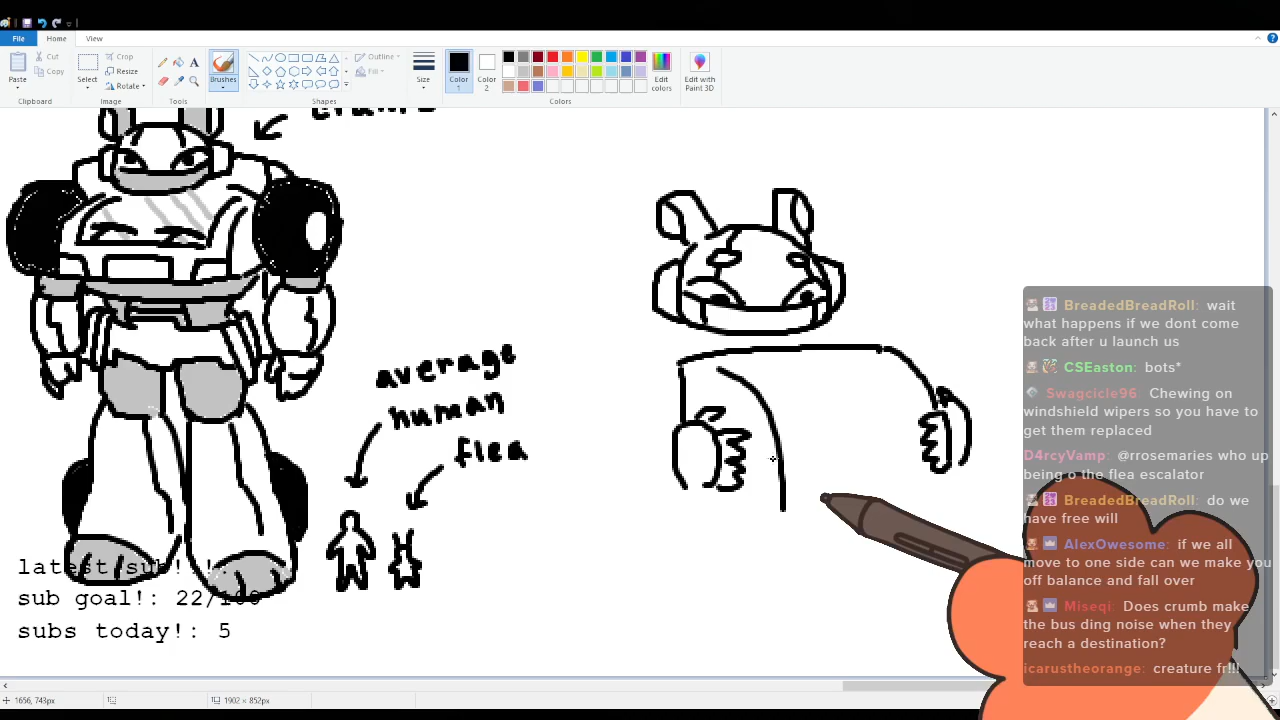 File
Home
View
Paste
Cut
Copy
Clipboard
Select
Crop
Resize
Rotate
Image
Tools
Brushes
Outline
Fill
Shapes
Size
Color
1
Color
2
Edit
colors
Edit with
Paint 3D
Colors
average
human
flea
latest sub!!!:
sub goal!: 22/100
subs today!: 5
BreadedBreadRoll: wait
what happens if we dont come
back after u launch us
CSEaston: bots*
Swagcicle96: Chewing on
windshield wipers so you have to
get them replaced
D4rcyVamp: @rrosemaries who up
being o the flea escalator
BreadedBreadRoll: do we
have free will
AlexOwesome: if we all
move to one side can we make you
off balance and fall over
Miseqi: Does crumb make
the bus ding noise when they
reach a destination?
icarustheorange: creature fr!!!
1656, 743px
1902 × 852px